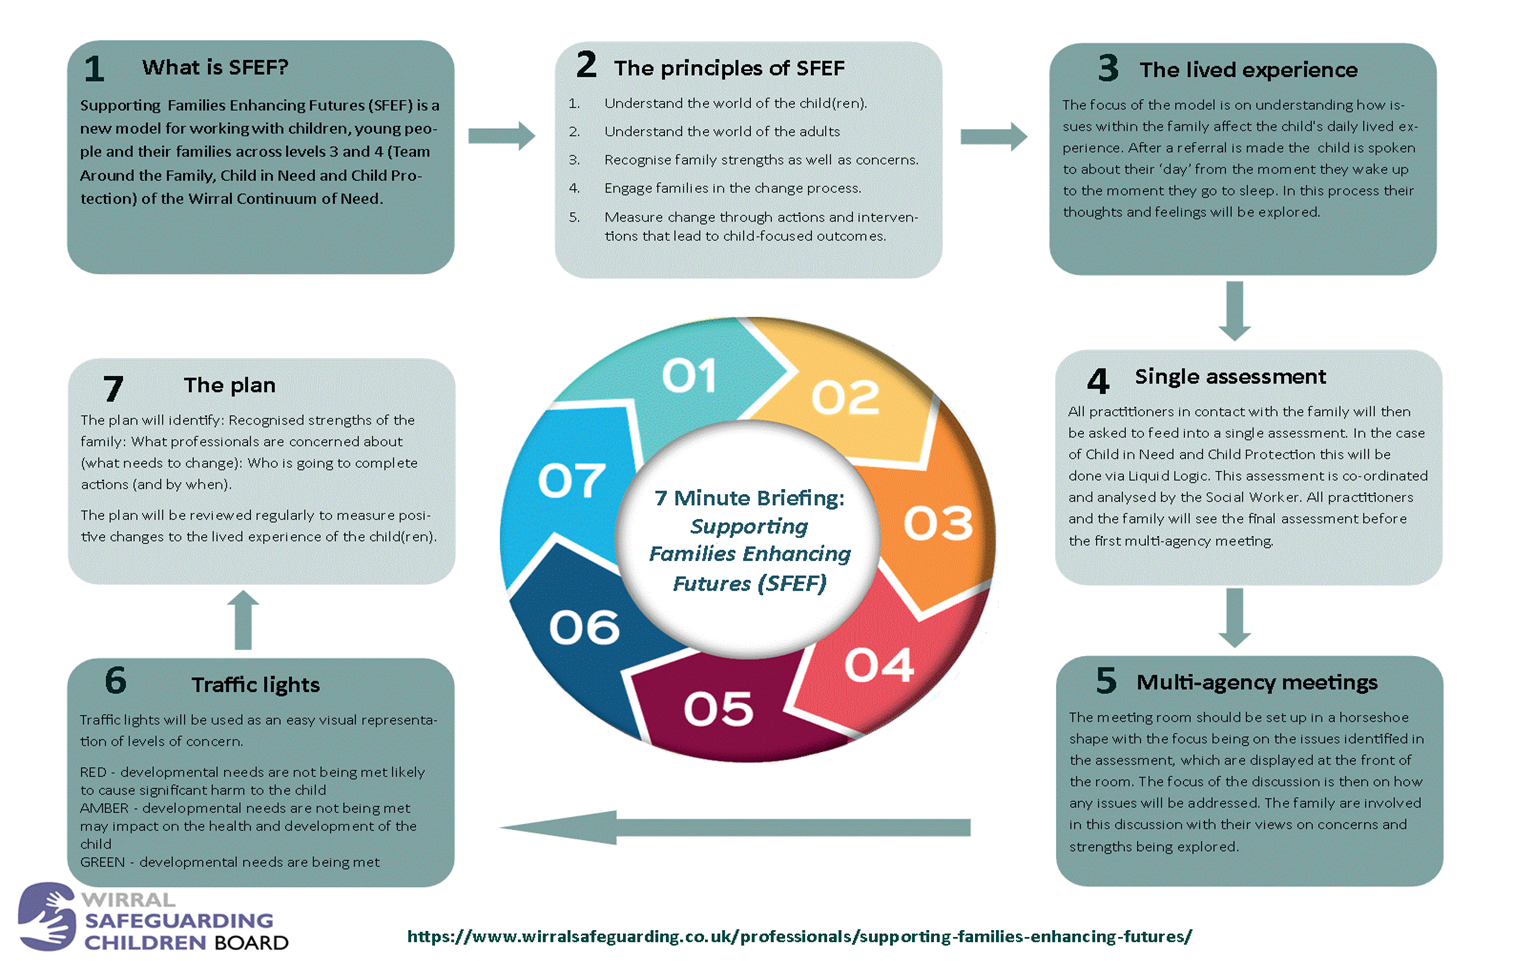 1 What is SFEF?
Supporting Families Enhancing Futures (SFEF) is a
new model for working with children, young peo-
ple and their families across levels 3 and 4 (Team
Around the Family, Child in Need and Child Pro-
tection) of the Wirral Continuum of Need.
2 The principles of SFEF
1. Understand the world of the child(ren).
2. Understand the world of the adults
3. Recognise family strengths as well as concerns.
4. Engage families in the change process.
5. Measure change through actions and interven-
tions that lead to child-focused outcomes.
3 The lived experience
The focus of the model is on understanding how is-
sues within the family affect the child's daily lived ex-
perience. After a referral is made the child is spoken
to about their ‘day’ from the moment they wake up
to the moment they go to sleep. In this process their
thoughts and feelings will be explored.
4 Single assessment
All practitioners in contact with the family will then
be asked to feed into a single assessment. In the case
of Child in Need and Child Protection this will be
done via Liquid Logic. This assessment is co-ordinated
and analysed by the Social Worker. All practitioners
and the family will see the final assessment before
the first multi-agency meeting.
5 Multi-agency meetings
The meeting room should be set up in a horseshoe
shape with the focus being on the issues identified in
the assessment, which are displayed at the front of
the room. The focus of the discussion is then on how
any issues will be addressed. The family are involved
in this discussion with their views on concerns and
strengths being explored.
6 Traffic lights
Traffic lights will be used as an easy visual representa-
tion of levels of concern.
RED - developmental needs are not being met likely
to cause significant harm to the child
AMBER - developmental needs are not being met
may impact on the health and development of the
child
GREEN - developmental needs are being met
7 The plan
The plan will identify: Recognised strengths of the
family: What professionals are concerned about
(what needs to change): Who is going to complete
actions (and by when).
The plan will be reviewed regularly to measure posi-
tive changes to the lived experience of the child(ren).
01
02
03
04
05
06
07
7 Minute Briefing:
Supporting
Families Enhancing
Futures (SFEF)
WIRRAL
SAFEGUARDING
CHILDREN BOARD
https://www.wirralsafeguarding.co.uk/professionals/supporting-families-enhancing-futures/